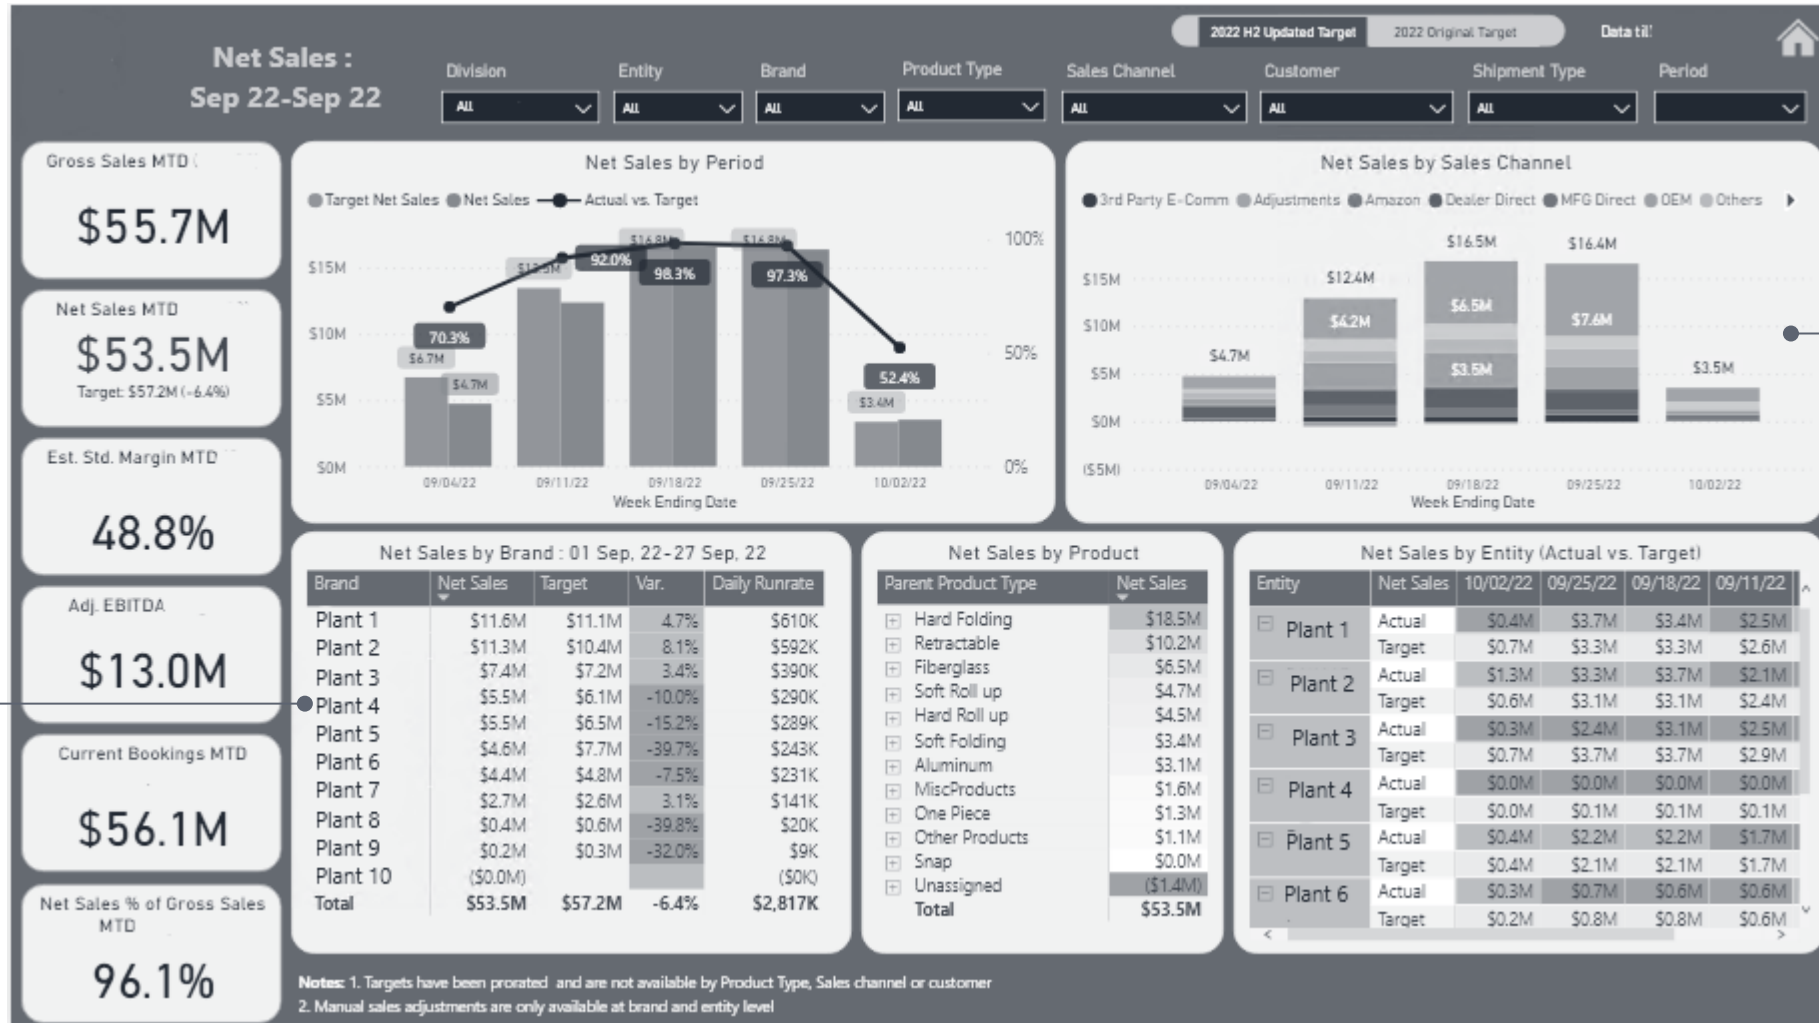 2022 H2 Updated Target 2022 Original Target Data till
Net Sales :
Sep 22-Sep 22
Division Entity Brand Product Type Sales Channel Customer Shipment Type Period
All All All All All All All
Gross Sales MTD
$55.7M
Net Sales MTD
$53.5M
Target: $57.2M (-6.4%)
Est. Std. Margin MTD
48.8%
Adj. EBITDA
$13.0M
Current Bookings MTD
$56.1M
Net Sales % of Gross Sales
MTD
96.1%
Net Sales by Period
Target Net Sales Net Sales Actual vs. Target
$16.8M $16.8M 100%
$15M 92.0% 98.3% 97.3%
$10M 70.3%
$6.7M 50%
$4.7M 52.4%
$5M $3.4M
$0M 0%
09/04/22 09/11/22 09/18/22 09/25/22 10/02/22
Week Ending Date
Net Sales by Sales Channel
3rd Party E-Comm Adjustments Amazon Dealer Direct MFG Direct OEM Others
$16.5M $16.4M
$15M $12.4M
$6.5M
$10M $4.2M $7.6M
$4.7M
$5M $3.5M $3.5M
$0M
($5M)
09/04/22 09/11/22 09/18/22 09/25/22 10/02/22
Week Ending Date
Net Sales by Brand : 01 Sep, 22-27 Sep, 22
Brand Net Sales Target Var. Daily Runrate
Plant 1 $11.6M $11.1M 4.7% $610K
Plant 2 $11.3M $10.4M 8.1% $592K
Plant 3 $7.4M $7.2M 3.4% $390K
Plant 4 $5.5M $6.1M -10.0% $290K
Plant 5 $5.5M $6.5M -15.2% $289K
Plant 6 $4.6M $7.7M -39.7% $243K
Plant 7 $4.4M $4.8M -7.5% $231K
Plant 8 $2.7M $2.6M 3.1% $141K
Plant 9 $0.4M $0.6M -39.8% $20K
Plant 10 $0.2M $0.3M -32.0% $9K
($0.0M) ($0K)
Total $53.5M $57.2M -6.4% $2,817K
Net Sales by Product
Parent Product Type Net Sales
Hard Folding $18.5M
Retractable $10.2M
Fiberglass $6.5M
Soft Roll up $4.7M
Hard Roll up $4.5M
Soft Folding $3.4M
Aluminum $3.1M
MiscProducts $1.6M
One Piece $1.3M
Other Products $1.1M
Snap $0.0M
Unassigned ($1.4M)
Total $53.5M
Net Sales by Entity (Actual vs. Target)
Entity Net Sales 10/02/22 09/25/22 09/18/22 09/11/22
Plant 1 Actual $0.4M $3.7M $3.4M $2.5M
Target $0.7M $3.3M $3.3M $2.6M
Plant 2 Actual $1.3M $3.3M $3.7M $2.1M
Target $0.6M $3.1M $3.1M $2.4M
Plant 3 Actual $0.3M $2.4M $3.1M $2.5M
Target $0.7M $3.7M $3.7M $2.9M
Plant 4 Actual $0.0M $0.0M $0.0M $0.0M
Target $0.0M $0.1M $0.1M $0.1M
Plant 5 Actual $0.4M $2.2M $2.2M $1.7M
Target $0.4M $2.1M $2.1M $1.7M
Plant 6 Actual $0.3M $0.7M $0.6M $0.6M
Target $0.2M $0.8M $0.8M $0.6M
Notes: 1. Targets have been prorated and are not available by Product Type, Sales channel or customer
2. Manual sales adjustments are only available at brand and entity level